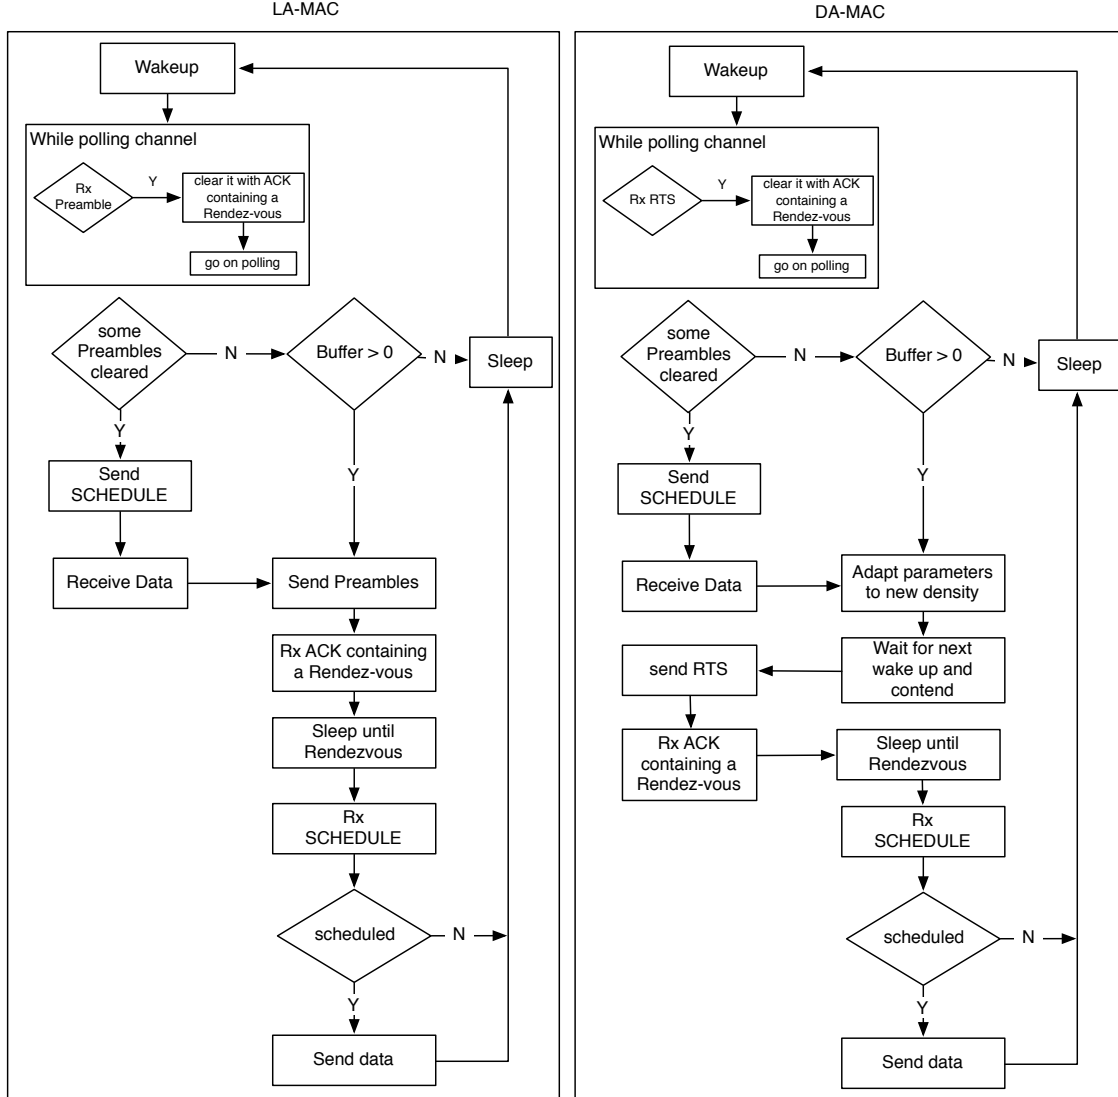 LA-MAC
Wakeup
While polling channel
Rx
Preamble
Y
clear it with ACK
containing a
Rendez-vous
go on polling
some
Preambles
cleared
N
Buffer > 0
N
Sleep
Y
Y
Send
SCHEDULE
Receive Data
Send Preambles
Rx ACK containing
a Rendez-vous
Sleep until
Rendezvous
Rx
SCHEDULE
scheduled
N
Y
Send data
DA-MAC
Wakeup
While polling channel
Rx RTS
Y
clear it with ACK
containing a
Rendez-vous
go on polling
some
Preambles
cleared
N
Buffer > 0
N
Sleep
Y
Y
Send
SCHEDULE
Receive Data
Adapt parameters
to new density
Wait for next
wake up and
contend
send RTS
Rx ACK
containing a
Rendez-vous
Sleep until
Rendezvous
Rx
SCHEDULE
scheduled
N
Y
Send data